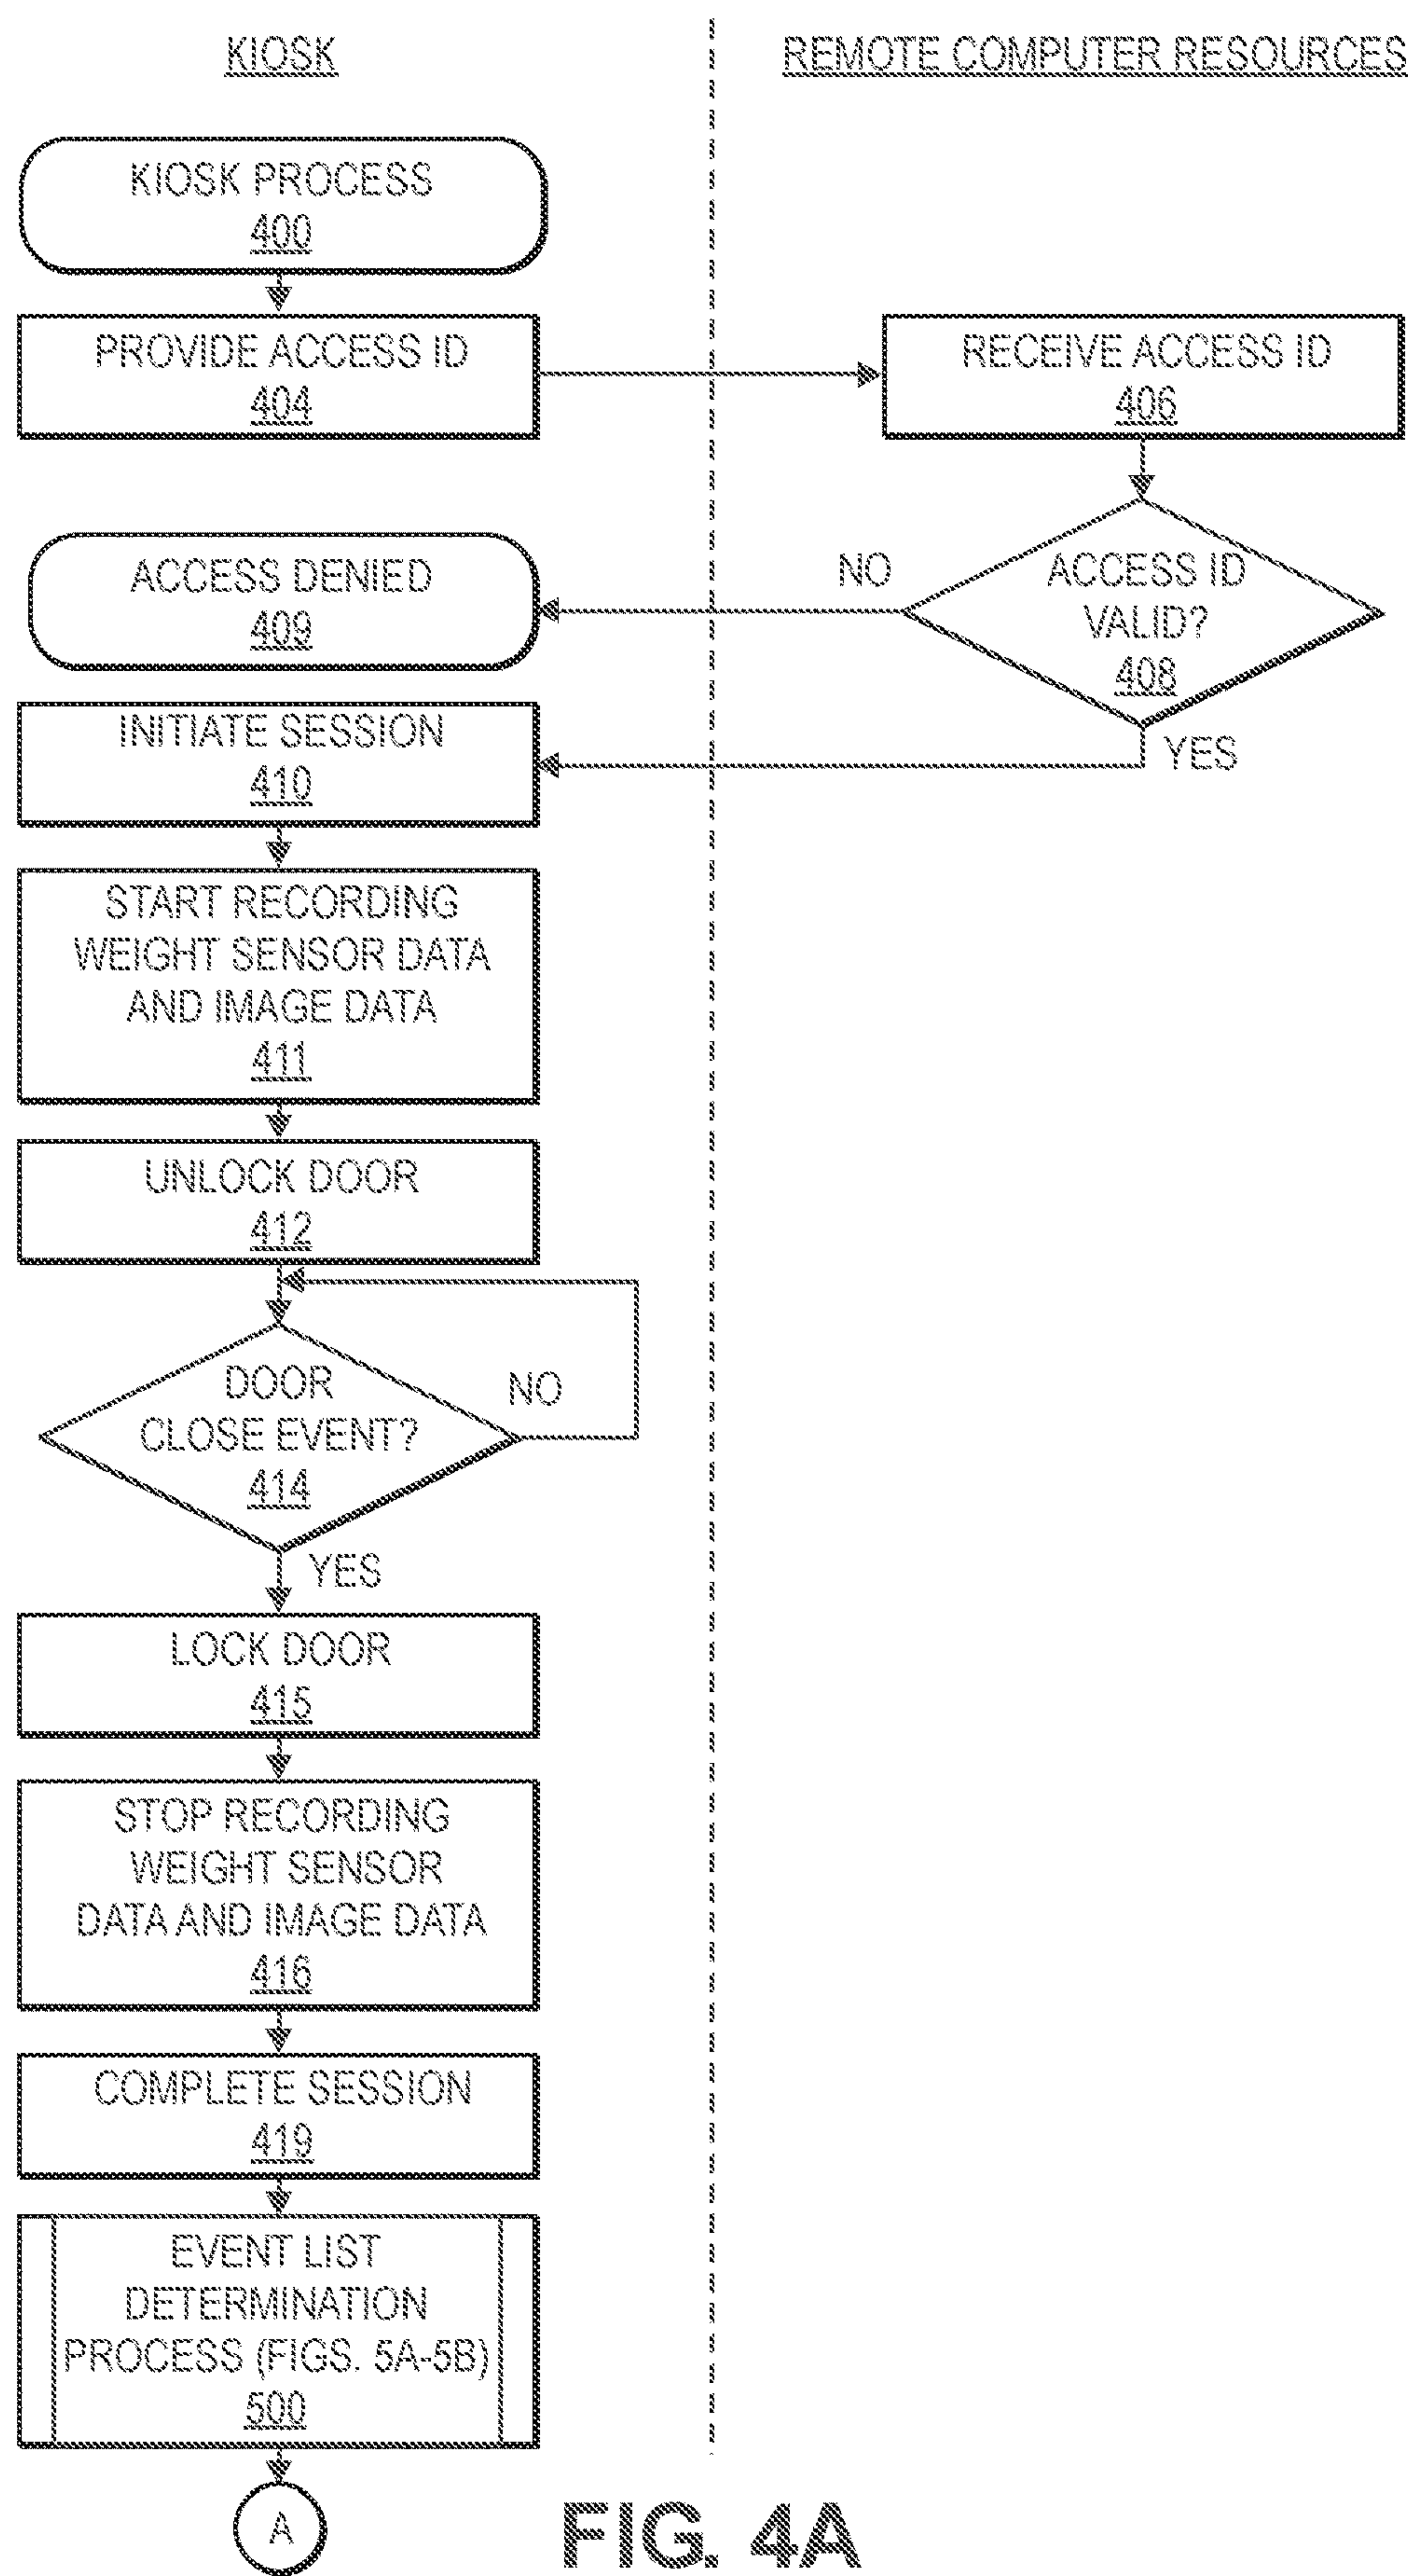 KIOSK
REMOTE COMPUTER RESOURCES
KIOSK PROCESS
400
PROVIDE ACCESS ID
404
RECEIVE ACCESS ID
406
ACCESS DENIED
409
NO
ACCESS ID
VALID?
408
YES
INITIATE SESSION
410
START RECORDING
WEIGHT SENSOR DATA
AND IMAGE DATA
411
UNLOCK DOOR
412
DOOR
CLOSE EVENT?
414
NO
YES
LOCK DOOR
415
STOP RECORDING
WEIGHT SENSOR
DATA AND IMAGE DATA
416
COMPLETE SESSION
419
EVENT LIST
DETERMINATION
PROCESS (FIGS. 5A-5B)
500
A
FIG. 4A